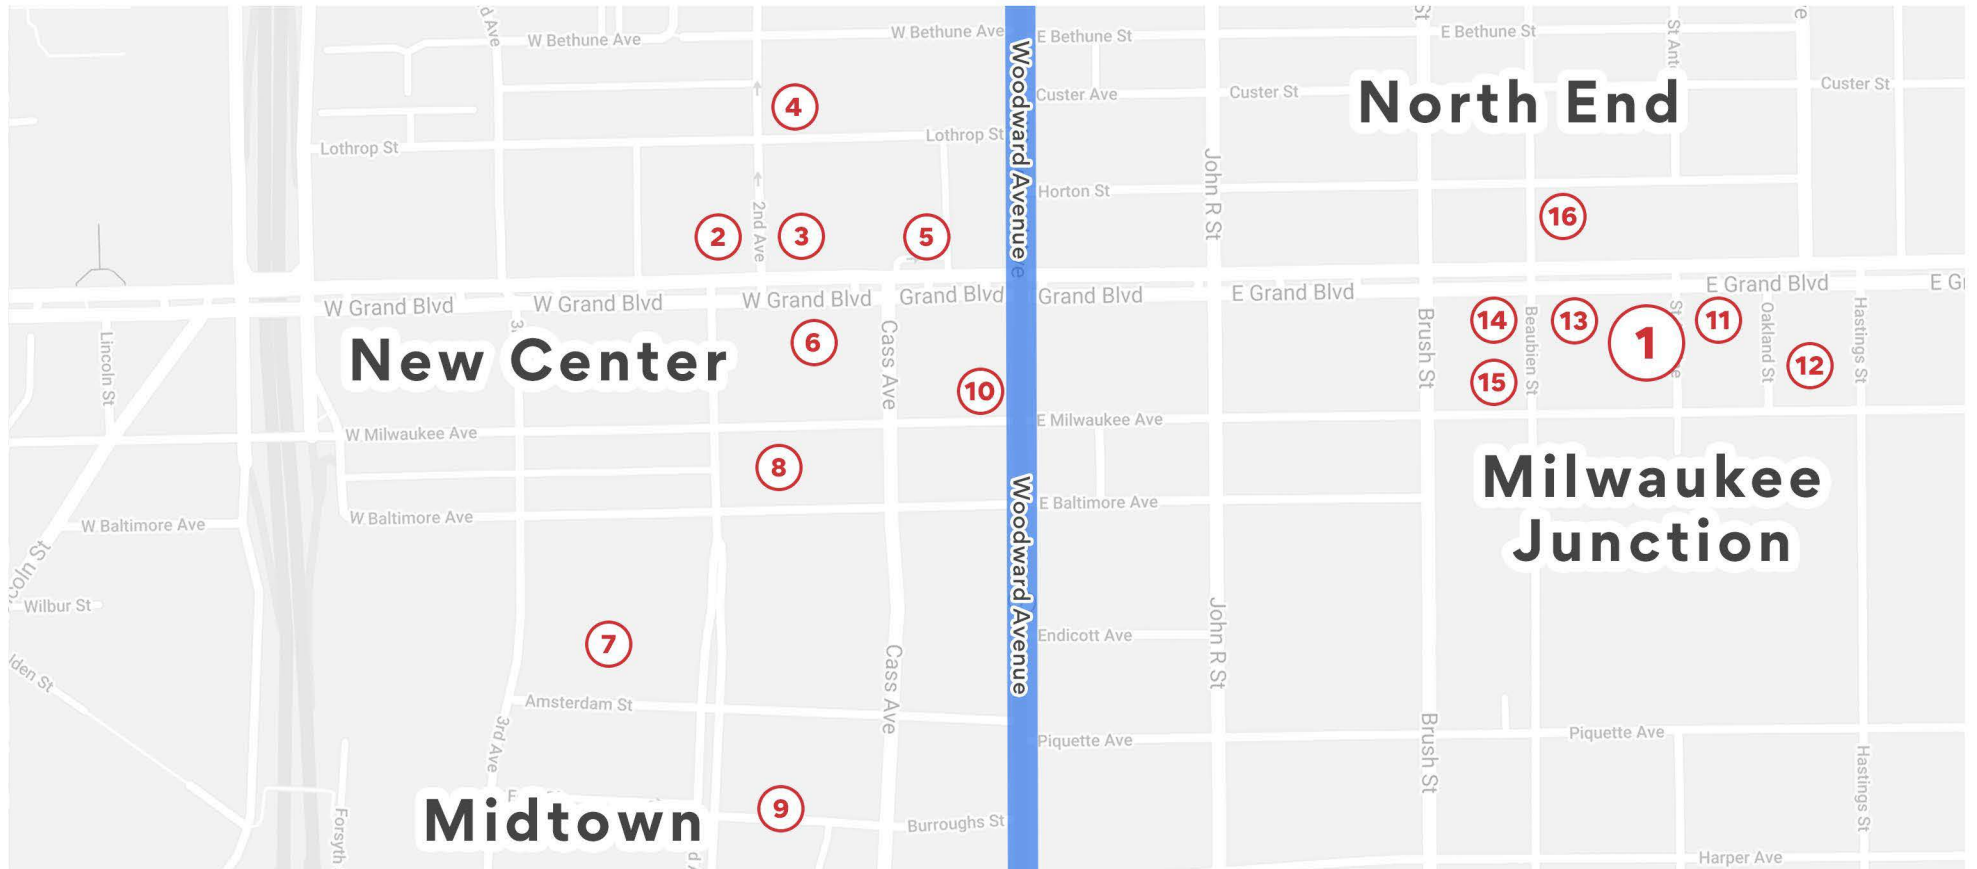 d Ave
W Bethune Ave
W Bethune Ave
E Bethune St
St
E Bethune St
Custer Ave
Custer St
Custer St
North End
4
Lothrop St
Lothrop St
Woodward Avenue
John R St
Horton St
2
2nd Ave
3
5
16
W Grand Blvd
W Grand Blvd
W Grand Blvd
Grand Blvd
Grand Blvd
E Grand Blvd
E Grand Blvd
Lincoln St
New Center
6
Cass Ave
10
Brush St
14
Beaubien St
13
1
11
Oakland St
12
Hastings St
15
W Milwaukee Ave
E Milwaukee Ave
8
Milwaukee
Junction
W Baltimore Ave
W Baltimore Ave
E Baltimore Ave
Woodward Avenue
Wilbur St
7
Endicott Ave
John R St
Amsterdam St
Cass Ave
3rd Ave
Piquette Ave
Piquette Ave
Brush St
Hastings St
Midtown
9
Burroughs St
Forsyth
Harper Ave